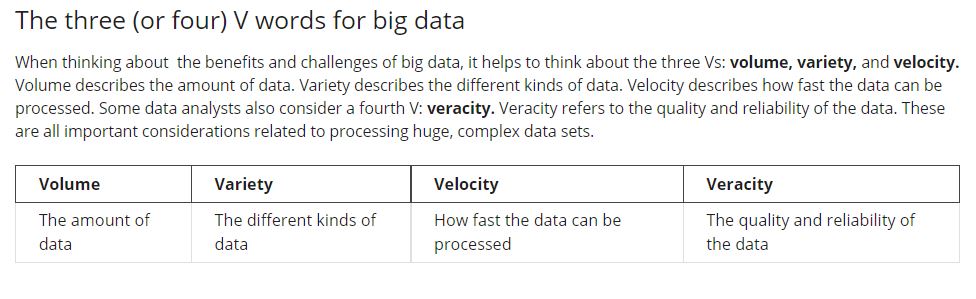 The three (or four) V words for big data
When thinking about the benefits and challenges of big data, it helps to think about the three Vs: volume, variety, and velocity.
Volume describes the amount of data. Variety describes the different kinds of data. Velocity describes how fast the data can be
processed. Some data analysts also consider a fourth V: veracity. Veracity refers to the quality and reliability of the data. These
are all important considerations related to processing huge, complex data sets.
Volume Variety Velocity Veracity
The amount of The different kinds of How fast the data can be The quality and reliability of
data data processed the data